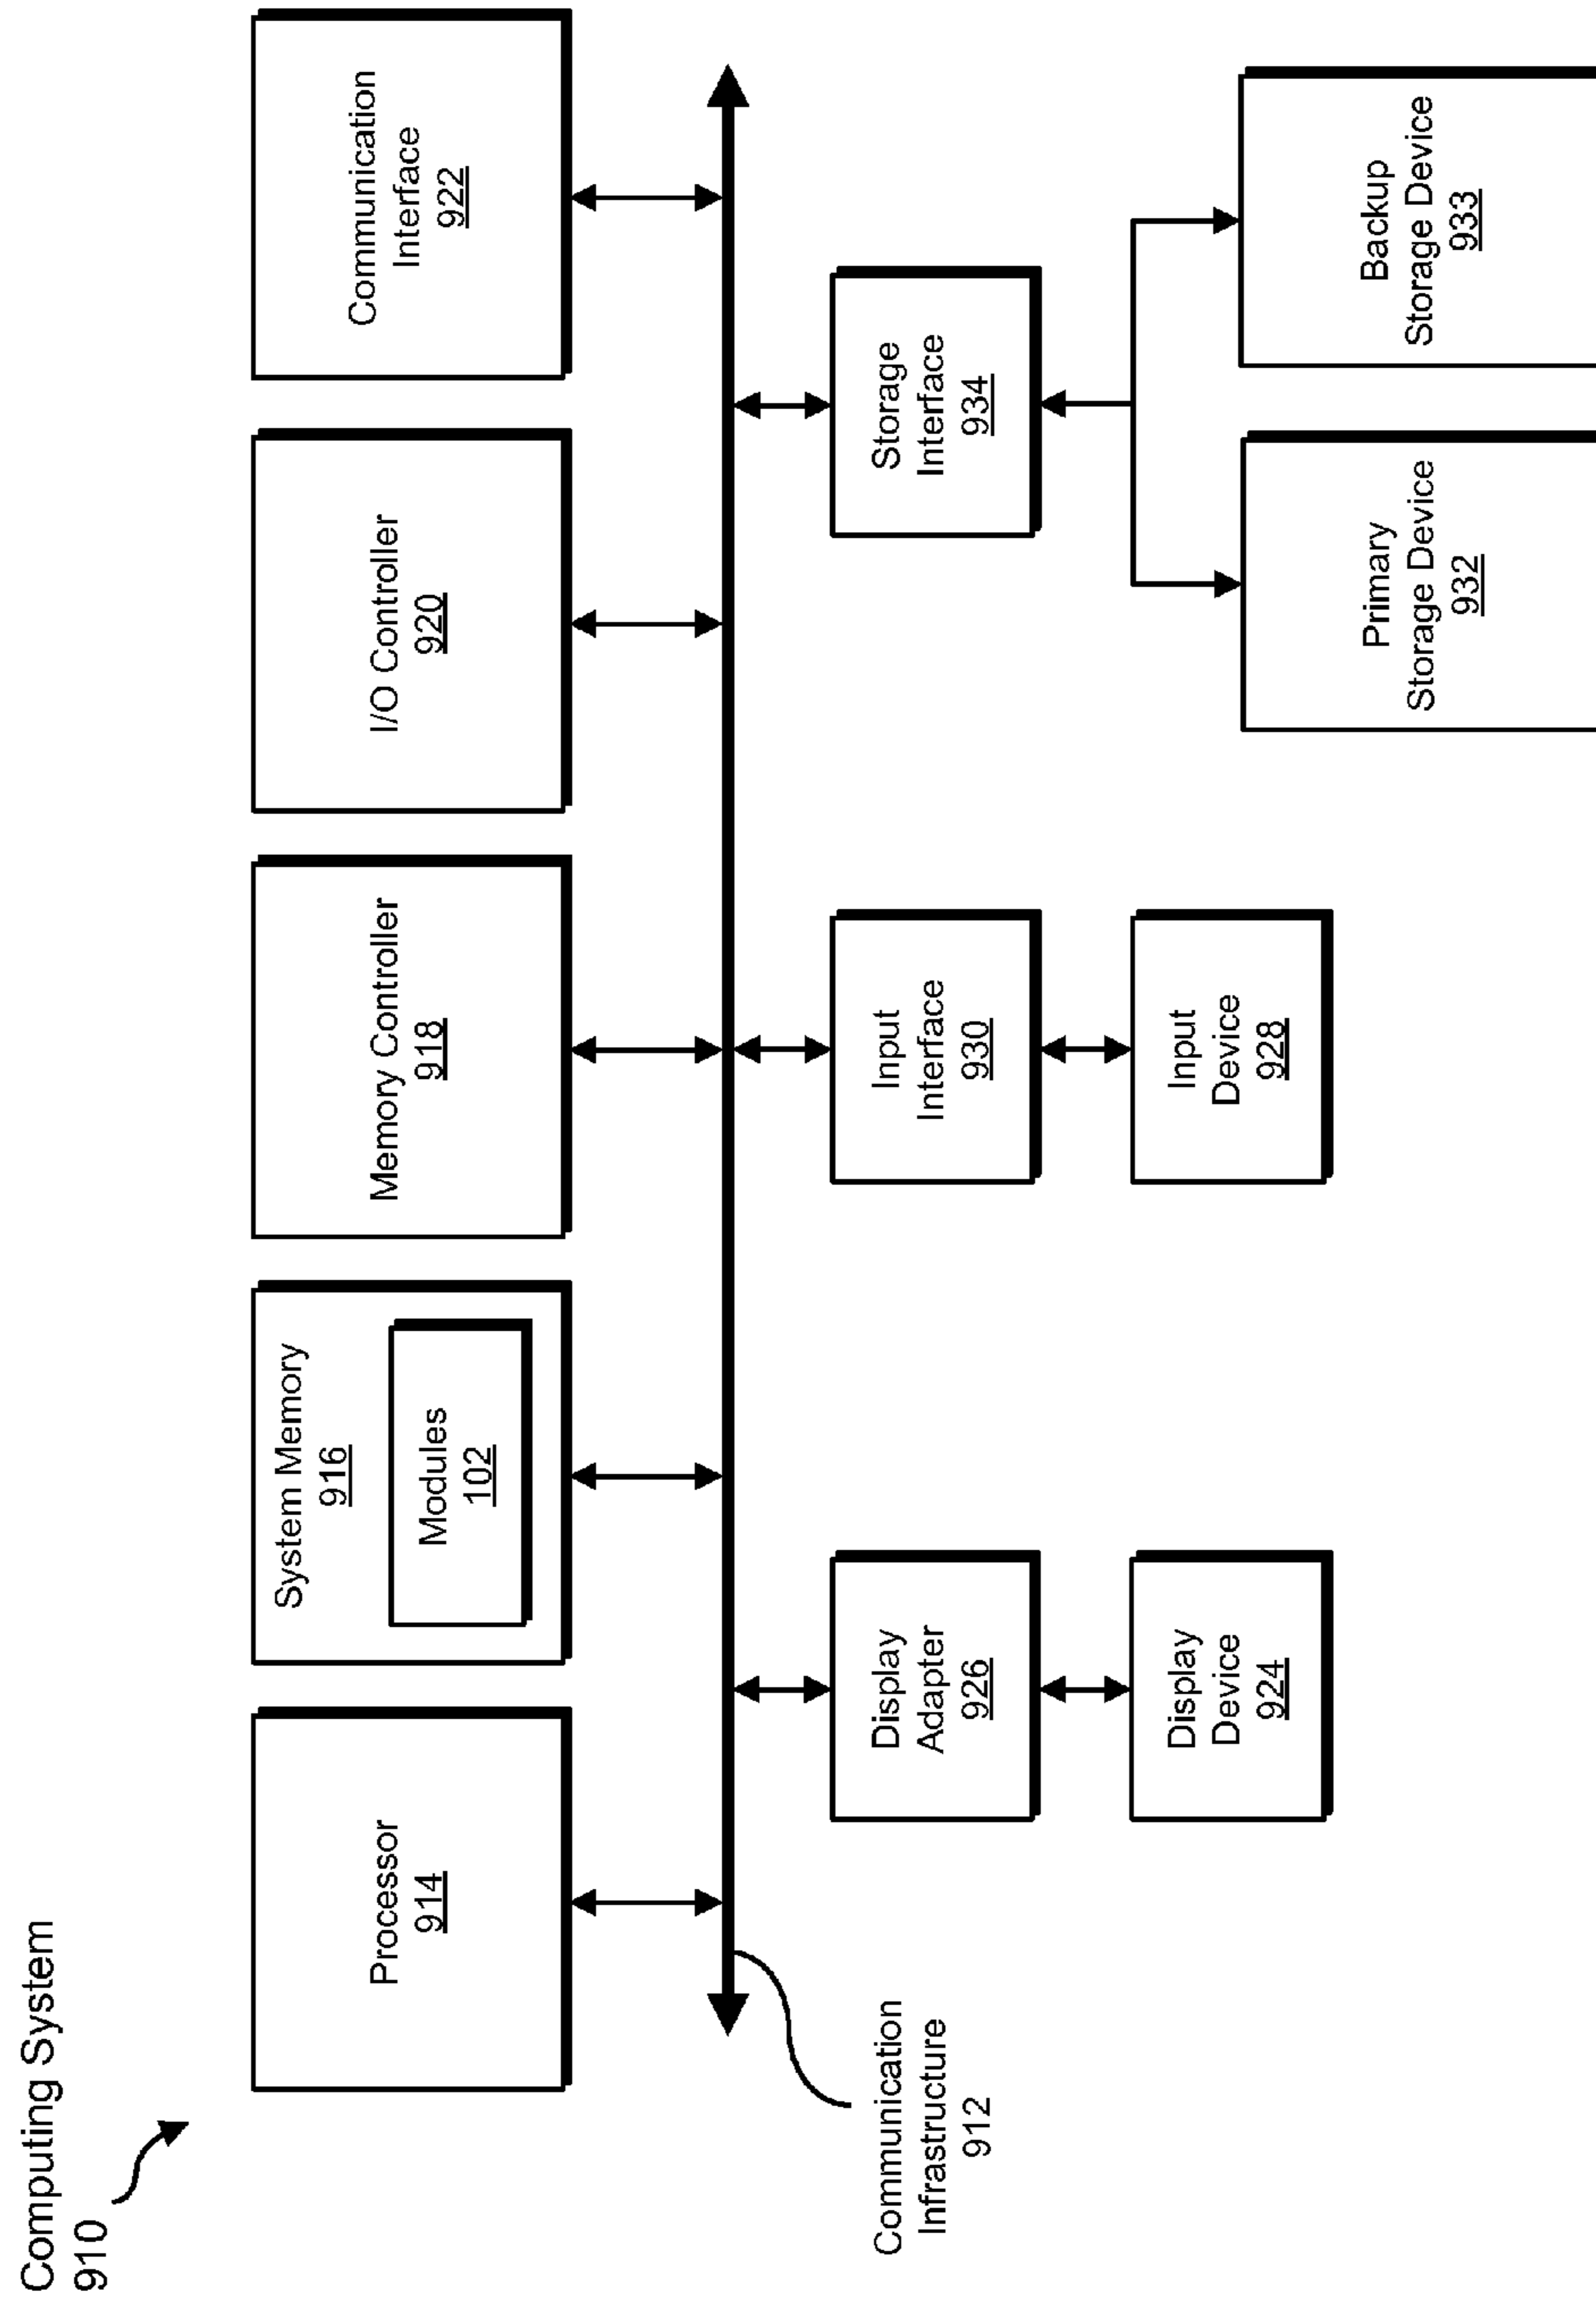 Computing System
910
Processor
914
System Memory
916
Modules
102
Memory Controller
918
I/O Controller
920
Communication
Interface
922
Communication
Infrastructure
912
Display
Adapter
926
Input
Interface
930
Storage
Interface
934
Display
Device
924
Input
Device
928
Primary
Storage Device
932
Backup
Storage Device
933